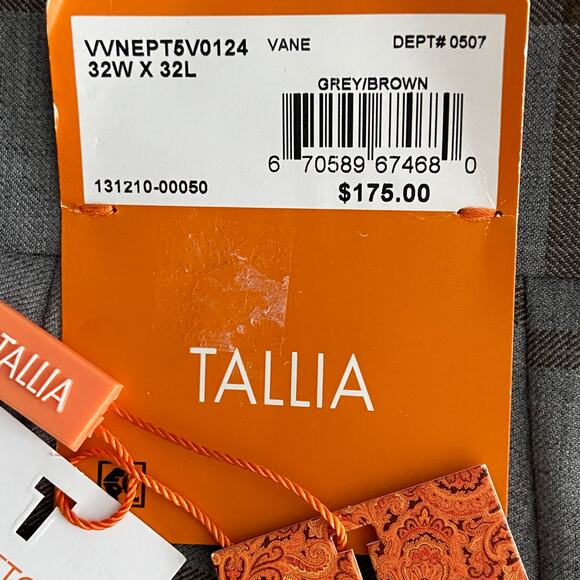 VVNEPT5V0124 VANE DEPT# 0507
32W X 32L
GREY/BROWN
6 70589 67468 0
131210-00050 $175.00
TALLIA
TALLIA